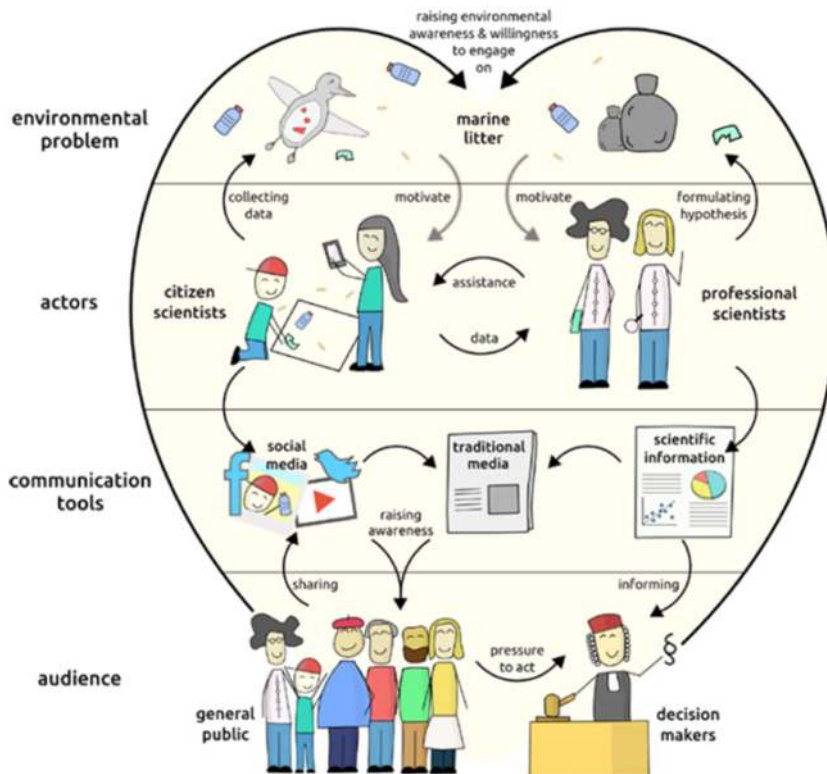 raising environmental
awareness & willingness
to engage
on
environmental
problem
marine
litter
collecting
data
motivate
motivate
formulating
hypothesis
actors
citizen
scientists
assistance
data
professional
scientists
communication
tools
social
media
f
traditional
media
scientific
information
raising
awareness
sharing
informing
audience
general
public
pressure
to act
§
decision
makers